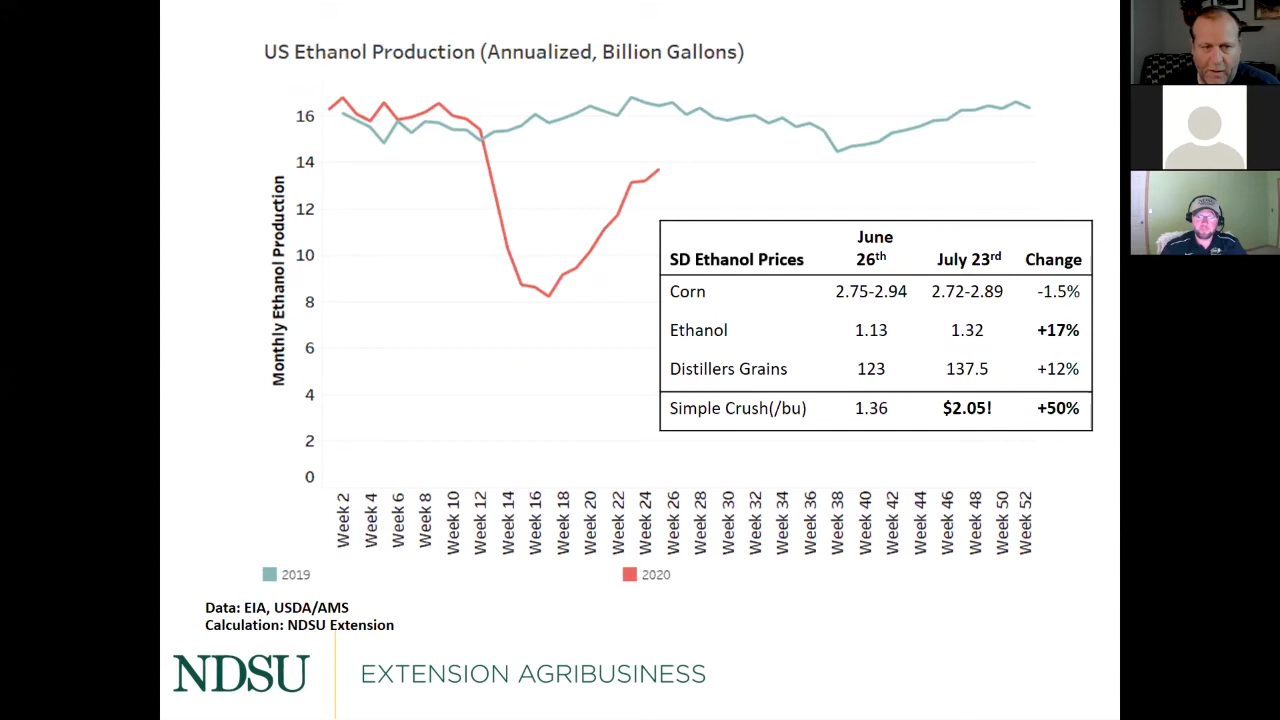 US Ethanol Production (Annualized, Billion Gallons)
Monthly Ethanol Production
16
14
12
10
8
6
4
2
0
Week 2
Week 4
Week 6
Week 8
Week 10
Week 12
Week 14
Week 16
Week 18
Week 20
Week 22
Week 24
Week 26
Week 28
Week 30
Week 32
Week 34
Week 36
Week 38
Week 40
Week 42
Week 44
Week 46
Week 48
Week 50
Week 52
2019
2020
SD Ethanol Prices June 26th July 23rd Change
Corn 2.75-2.94 2.72-2.89 -1.5%
Ethanol 1.13 1.32 +17%
Distillers Grains 123 137.5 +12%
Simple Crush(/bu) 1.36 $2.05! +50%
Data: EIA, USDA/AMS
Calculation: NDSU Extension
NDSU EXTENSION AGRIBUSINESS